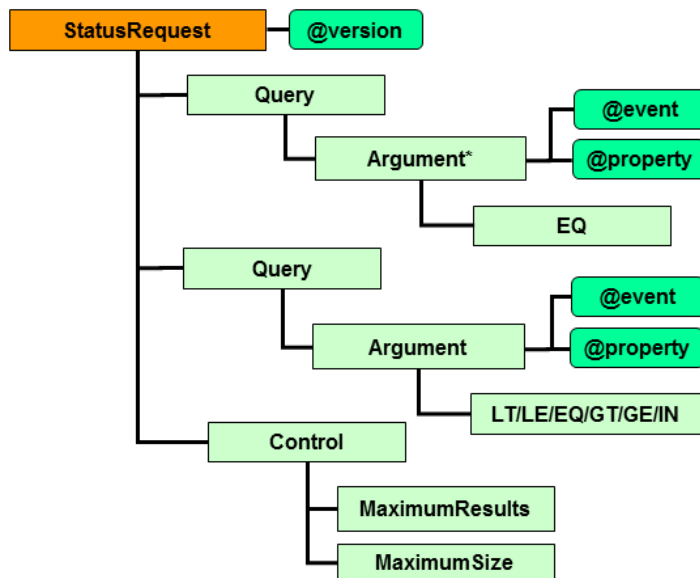 StatusRequest
@version
Query
@event
Argument*
@property
EQ
Query
@event
Argument
@property
LT/LE/EQ/GT/GE/IN
Control
MaximumResults
MaximumSize